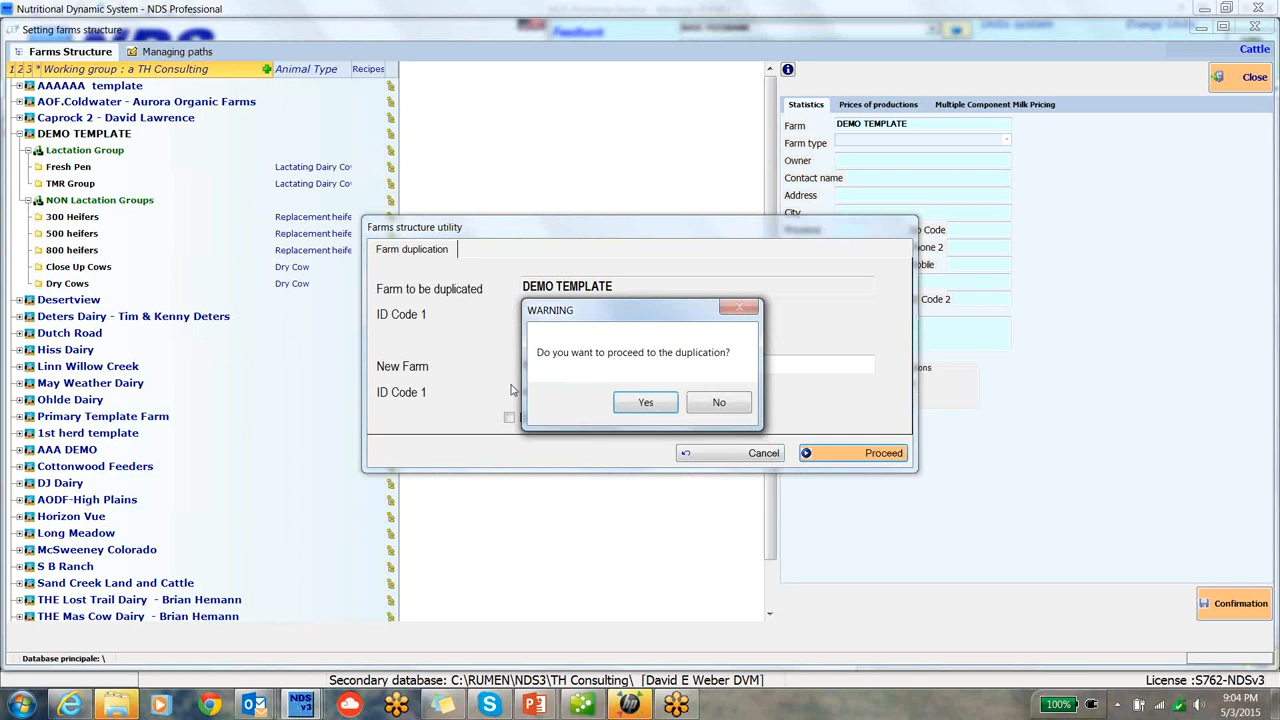 Nutritional Dynamic System - NDS Professional
Setting farms structure
Feedbank
Farms Structure
Managing paths
Cattle
1 2 3 * Working group : a TH Consulting
Animal Type
Recipes
Close
AAAAAA template
AOF.Coldwater - Aurora Organic Farms
Caprock 2 - David Lawrence
DEMO TEMPLATE
Lactation Group
Fresh Pen Lactating Dairy Co
TMR Group Lactating Dairy Co
NON Lactation Groups
300 Heifers Replacement heife
500 heifers Replacement heife
800 heifers Replacement heife
Close Up Cows Dry Cow
Dry Cows Dry Cow
Desertview
Deters Dairy - Tim & Kenny Deters
Dutch Road
Hiss Dairy
Linn Willow Creek
May Weather Dairy
Ohlde Dairy
Primary Template Farm
1st herd template
AAA DEMO
Cottonwood Feeders
DJ Dairy
AODF-High Plains
Horizon Vue
Long Meadow
McSweeney Colorado
S B Ranch
Sand Creek Land and Cattle
THE Lost Trail Dairy - Brian Hemann
THE Mas Cow Dairy - Brian Hemann
Statistics
Prices of productions
Multiple Component Milk Pricing
Farm DEMO TEMPLATE
Farm type
Owner
Contact name
Address
City
p Code
one 2
bile
Code 2
ns
Farms structure utility
Farm duplication
Farm to be duplicated DEMO TEMPLATE
ID Code 1
New Farm
ID Code 1
WARNING
Do you want to proceed to the duplication?
Yes
No
Cancel
Proceed
Confirmation
Database principale: \
Secondary database: C:\RUMEN\NDS3\TH Consulting\ [David E Weber DVM]
License :S762-NDSv3
NDS
v3
100%
9:04 PM
5/3/2015